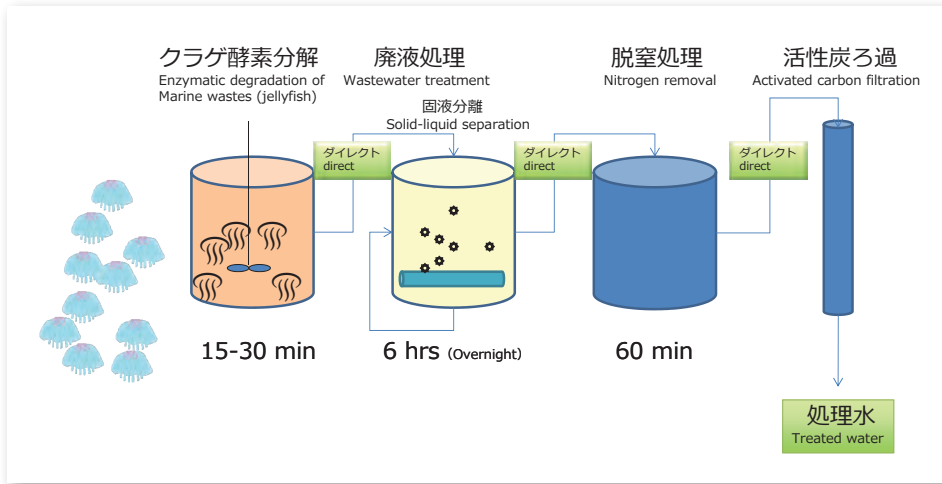 クラゲ酵素分解
Enzymatic degradation of
Marine wastes (jellyfish)
廃液処理
Wastewater treatment
固液分離
Solid-liquid separation
脱窒処理
Nitrogen removal
活性炭ろ過
Activated carbon filtration
ダイレクト
direct
ダイレクト
direct
ダイレクト
direct
15-30 min
6 hrs (Overnight)
60 min
処理水
Treated water